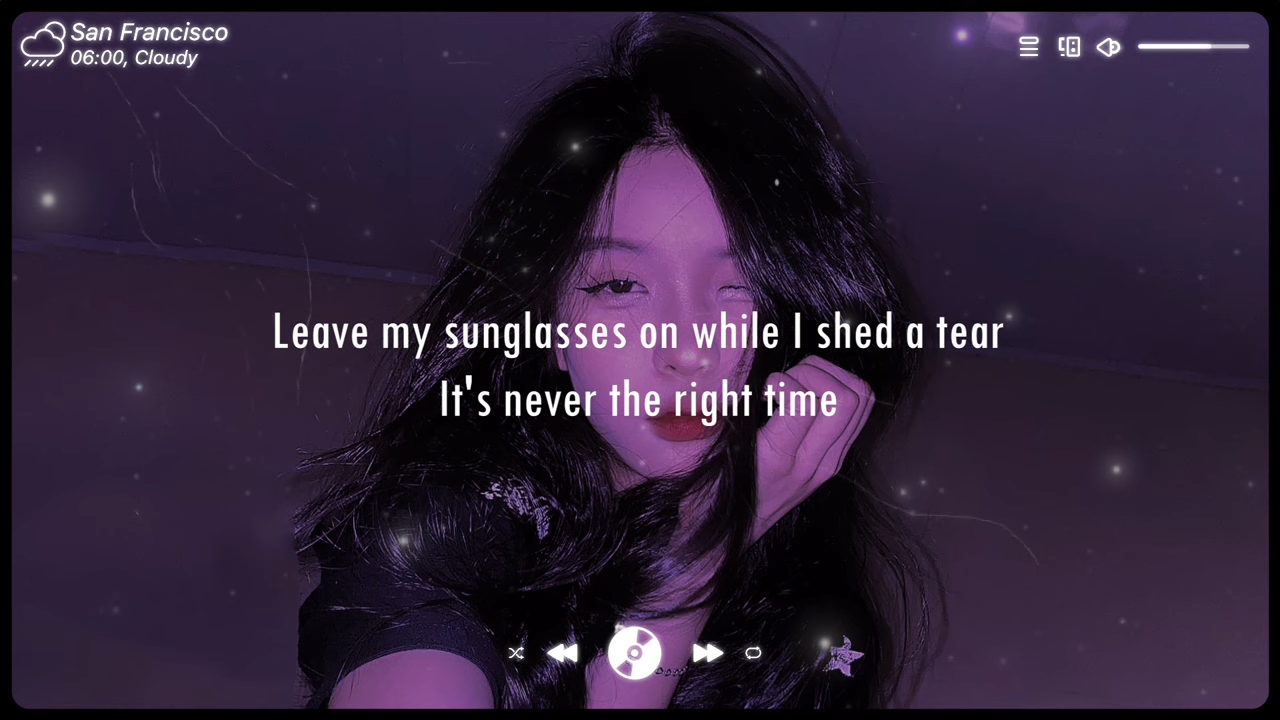 San Francisco
06:00, Cloudy
Leave my sunglasses on while I shed a tear
It's never the right time